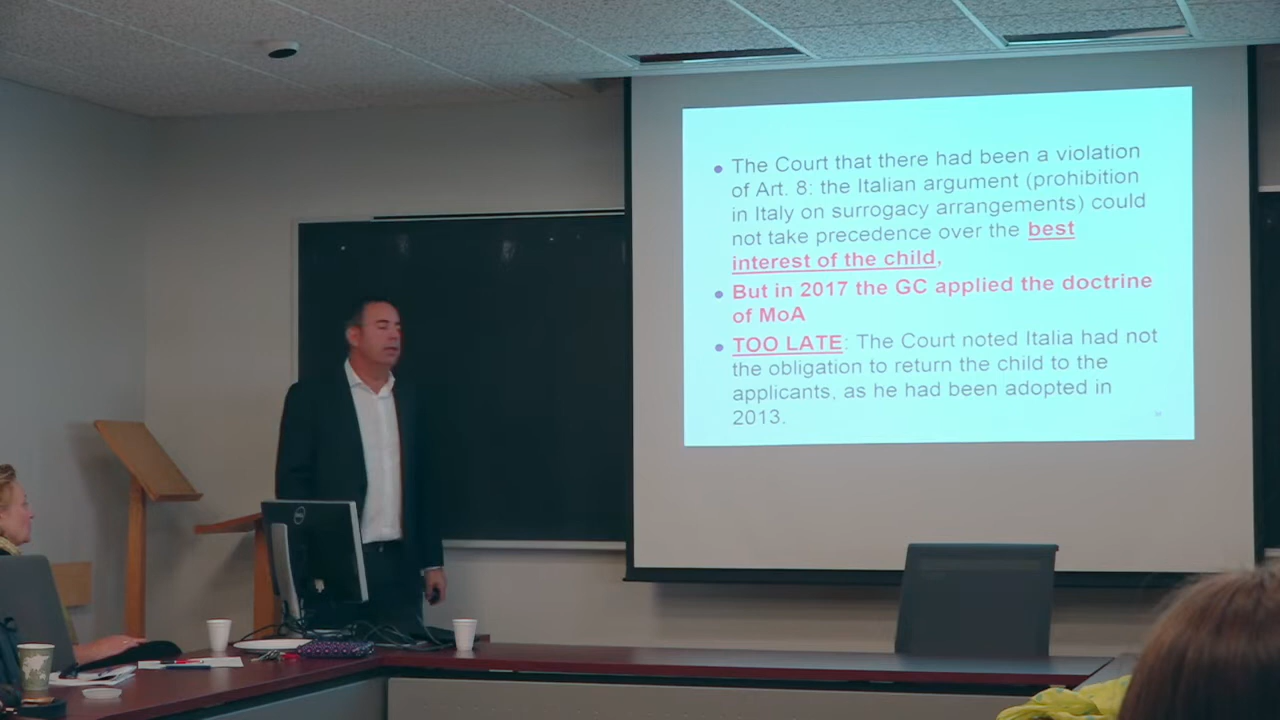 The Court that there had been a violation
of Art. 8: the Italian argument (prohibition
in Italy on surrogacy arrangements) could
not take precedence over the best
interest of the child,
But in 2017 the GC applied the doctrine
of MoA
TOO LATE: The Court noted Italia had not
the obligation to return the child to the
applicants, as he had been adopted in
2013.
DELL